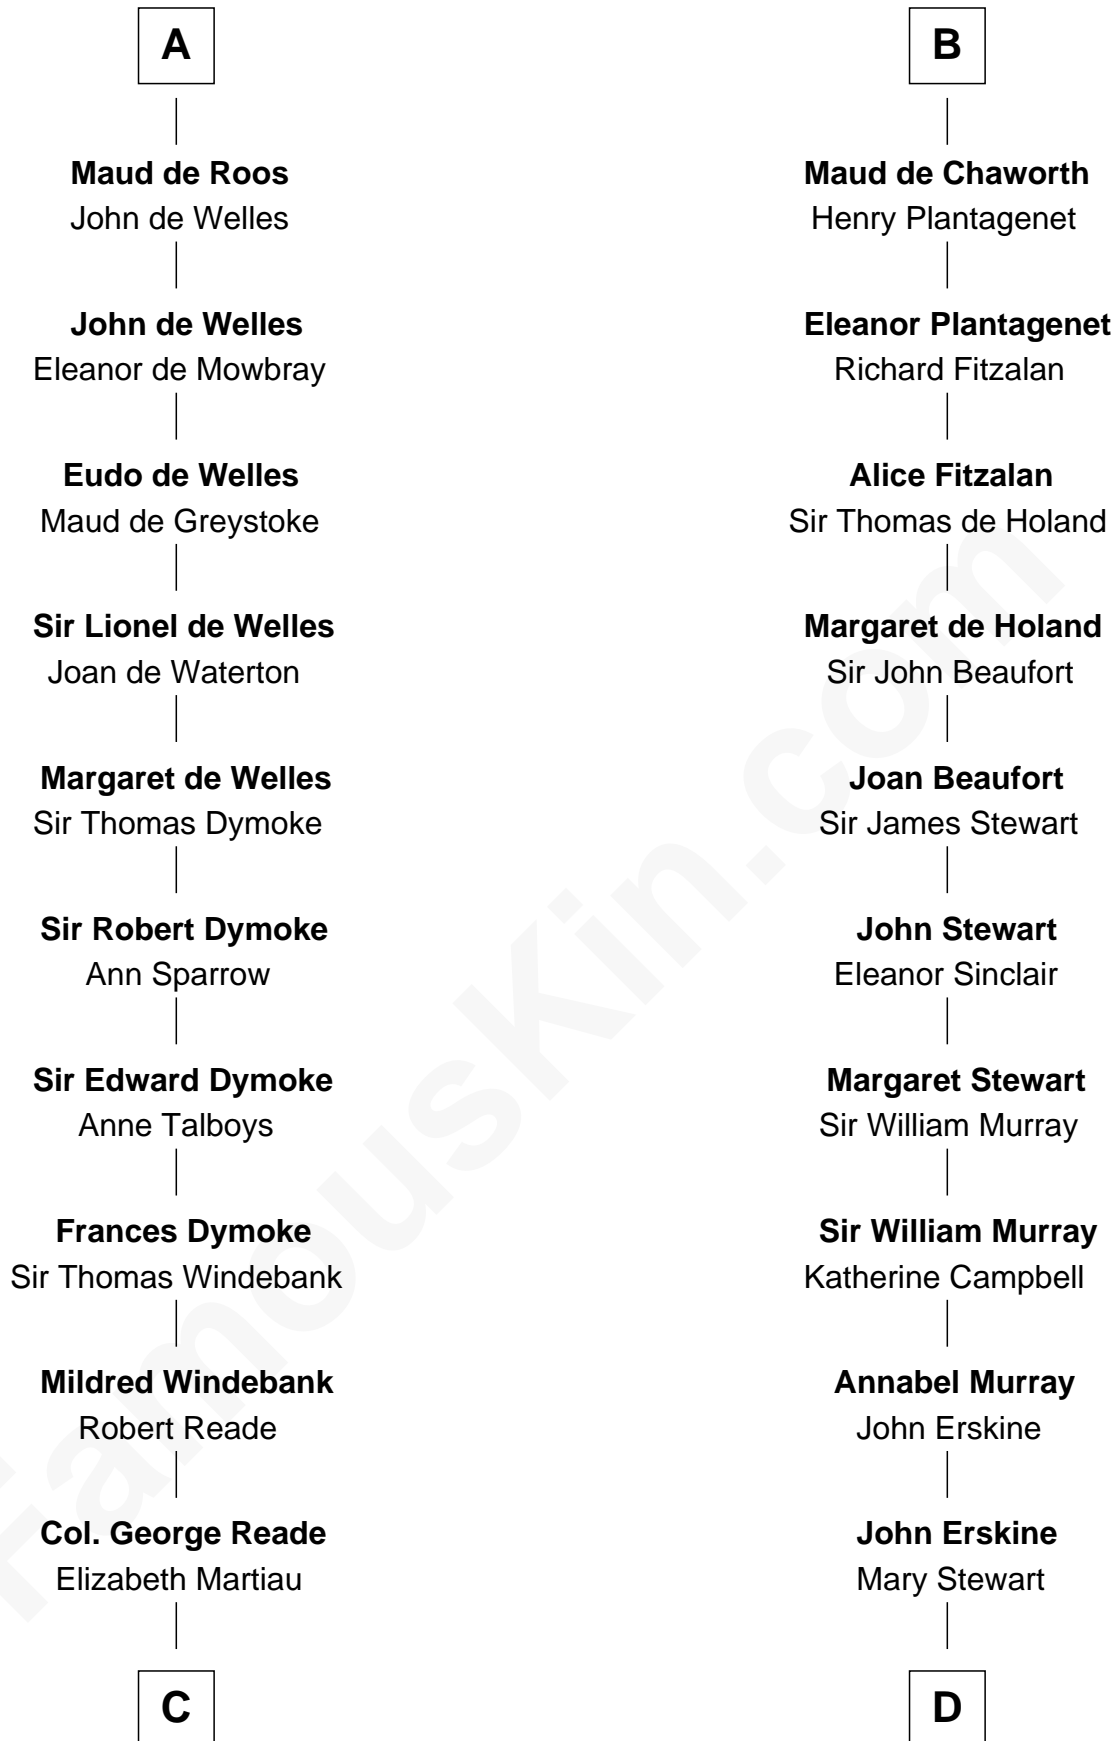 A
Maud de Roos
John de Welles
John de Welles
Eleanor de Mowbray
Eudo de Welles
Maud de Greystoke
Sir Lionel de Welles
Joan de Waterton
Margaret de Welles
Sir Thomas Dymoke
Sir Robert Dymoke
Ann Sparrow
Sir Edward Dymoke
Anne Talboys
Frances Dymoke
Sir Thomas Windebank
Mildred Windebank
Robert Reade
Col. George Reade
Elizabeth Martiau
C
B
Maud de Chaworth
Henry Plantagenet
Eleanor Plantagenet
Richard Fitzalan
Alice Fitzalan
Sir Thomas de Holand
Margaret de Holand
Sir John Beaufort
Joan Beaufort
Sir James Stewart
John Stewart
Eleanor Sinclair
Margaret Stewart
Sir William Murray
Sir William Murray
Katherine Campbell
Annabel Murray
John Erskine
John Erskine
Mary Stewart
D
FamousKin.com